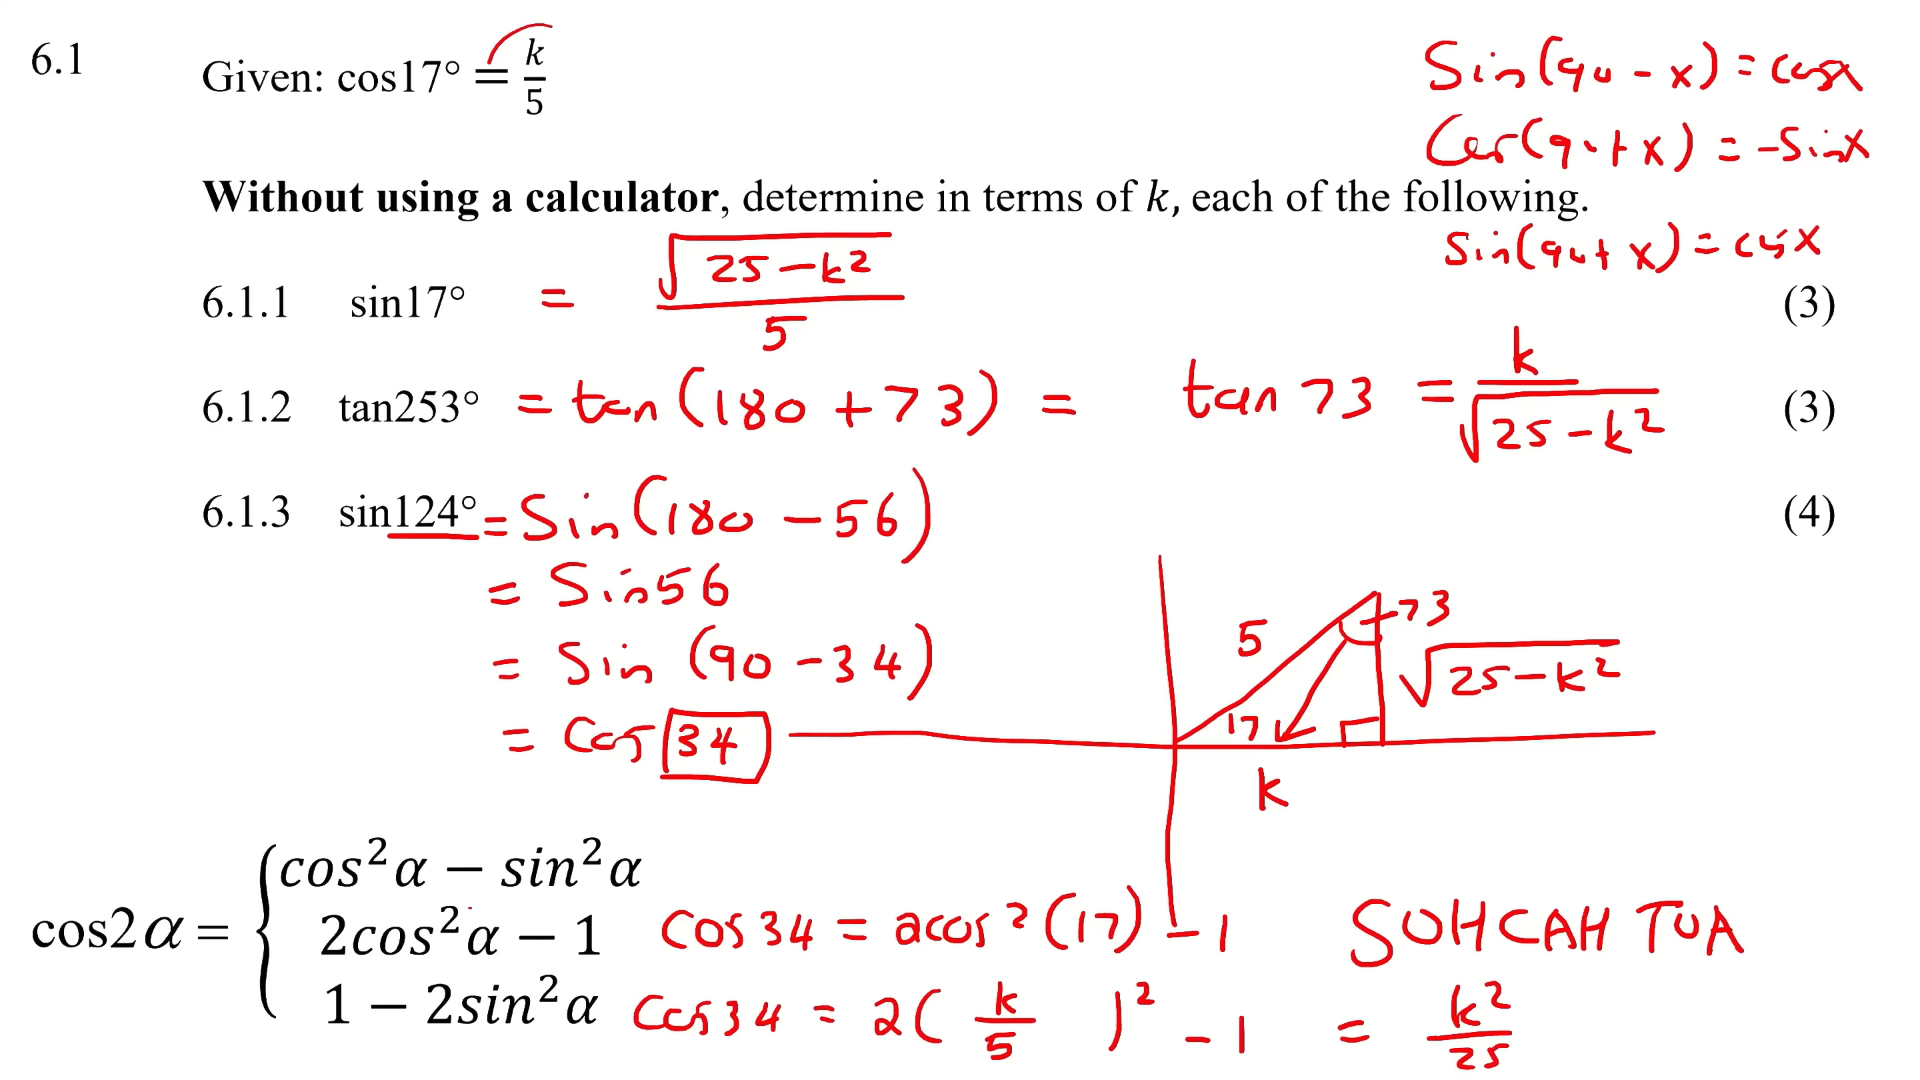 6.1 Given: cos17° = k/5
Sin(90 - x) = cosx
Cos(90+x) = -Sinx
Without using a calculator, determine in terms of k, each of the following.
Sin(90+x) = cosx
6.1.1 sin17° = √(25-k²)/5 (3)
6.1.2 tan253° = tan(180+73) = tan 73 = k/√(25-k²) (3)
6.1.3 sin124° = Sin(180-56) (4)
= Sin56
= Sin (90-34)
= Cos 34
5
73
√(25-k²)
17
k
cos2α = { cos²α − sin²α
2cos²α − 1
1 − 2sin²α
Cos34 = 2cos²(17) - 1
SOHCAH TOA
Cos34 = 2(k/5)² - 1 = k²/25